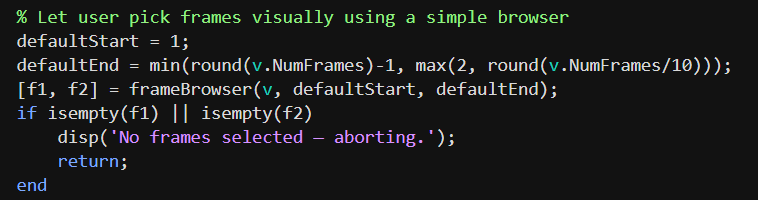 % Let user pick frames visually using a simple browser
defaultStart = 1;
defaultEnd = min(round(v.NumFrames)-1, max(2, round(v.NumFrames/10)));
[f1, f2] = frameBrowser(v, defaultStart, defaultEnd);
if isempty(f1) || isempty(f2)
    disp('No frames selected — aborting.');
    return;
end